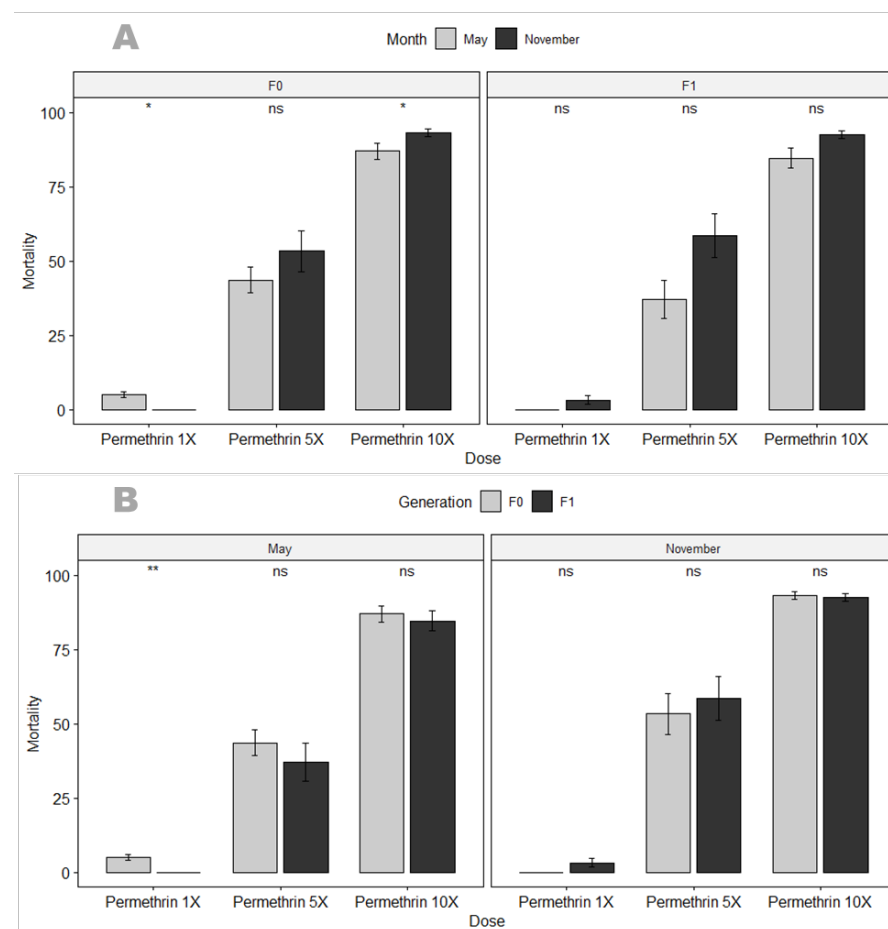 A
Month May November
F0 F1
* ns * ns ns ns
100
75
50
25
0
Mortality
Permethrin 1X Permethrin 5X Permethrin 10X Permethrin 1X Permethrin 5X Permethrin 10X
Dose
B
Generation F0 F1
May November
** ns ns ns ns ns
100
75
50
25
0
Mortality
Permethrin 1X Permethrin 5X Permethrin 10X Permethrin 1X Permethrin 5X Permethrin 10X
Dose